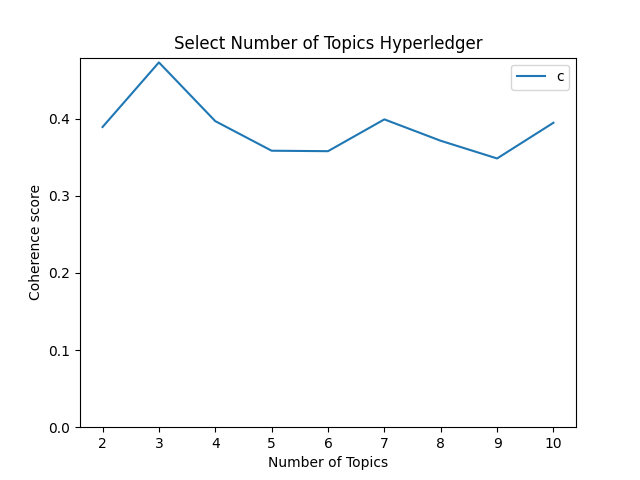 Select Number of Topics Hyperledger
c
0.4
0.3
0.2
0.1
0.0
Coherence score
2 3 4 5 6 7 8 9 10
Number of Topics